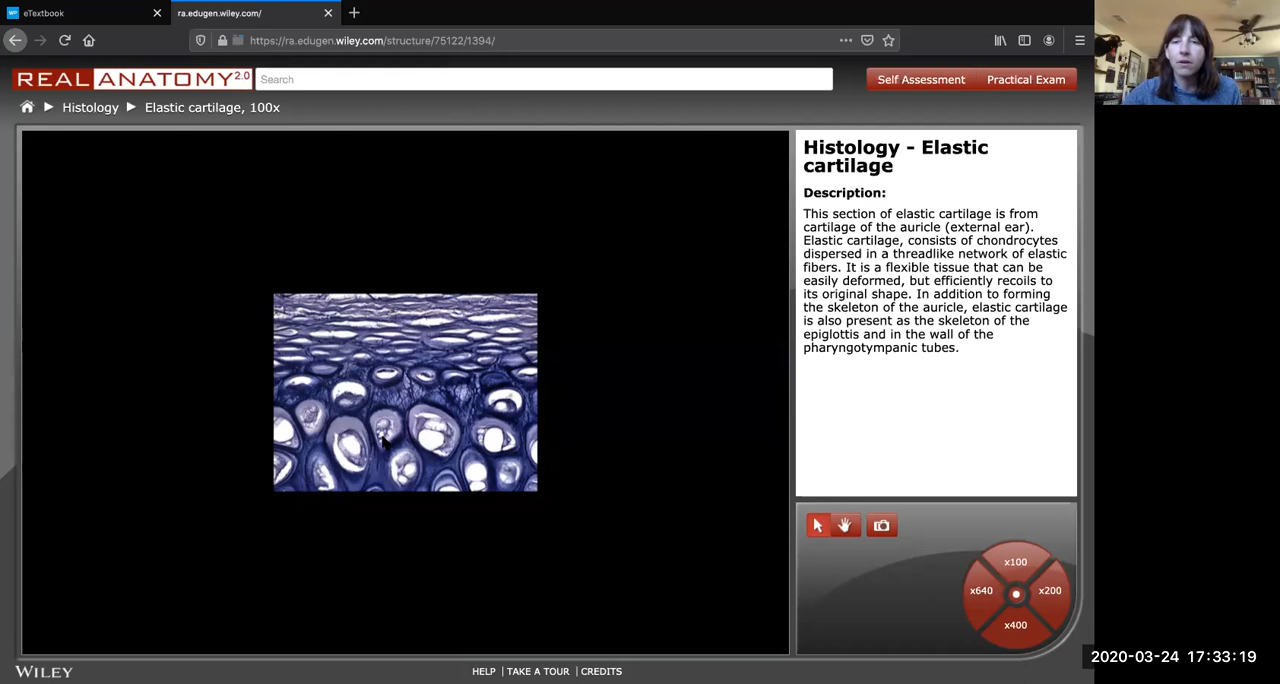 eTextbook
ra.edugen.wiley.com/
https://ra.edugen.wiley.com/structure/75122/1394/
REAL ANATOMY 2.0
Search
Self Assessment
Practical Exam
Histology
Elastic cartilage, 100x
Histology - Elastic
cartilage
Description:
This section of elastic cartilage is from
cartilage of the auricle (external ear).
Elastic cartilage, consists of chondrocytes
dispersed in a threadlike network of elastic
fibers. It is a flexible tissue that can be
easily deformed, but efficiently recoils to
its original shape. In addition to forming
the skeleton of the auricle, elastic cartilage
is also present as the skeleton of the
epiglottis and in the wall of the
pharyngotympanic tubes.
x100
x640
x200
x400
2020-03-24 17:33:19
WILEY
HELP | TAKE A TOUR | CREDITS